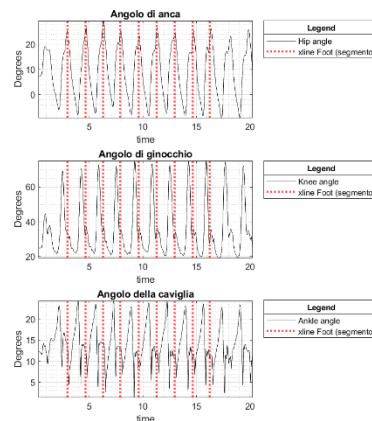 Angolo di anca
Degrees
20
10
0
5
10
15
20
time
Legend
Hip angle
xline Foot (segmento
Angolo di ginocchio
Degrees
60
40
20
5
10
15
20
time
Legend
Knee angle
xline Foot (segmento
Angolo della caviglia
Degrees
20
15
10
5
5
10
15
20
time
Legend
Ankle angle
xline Foot (segmento